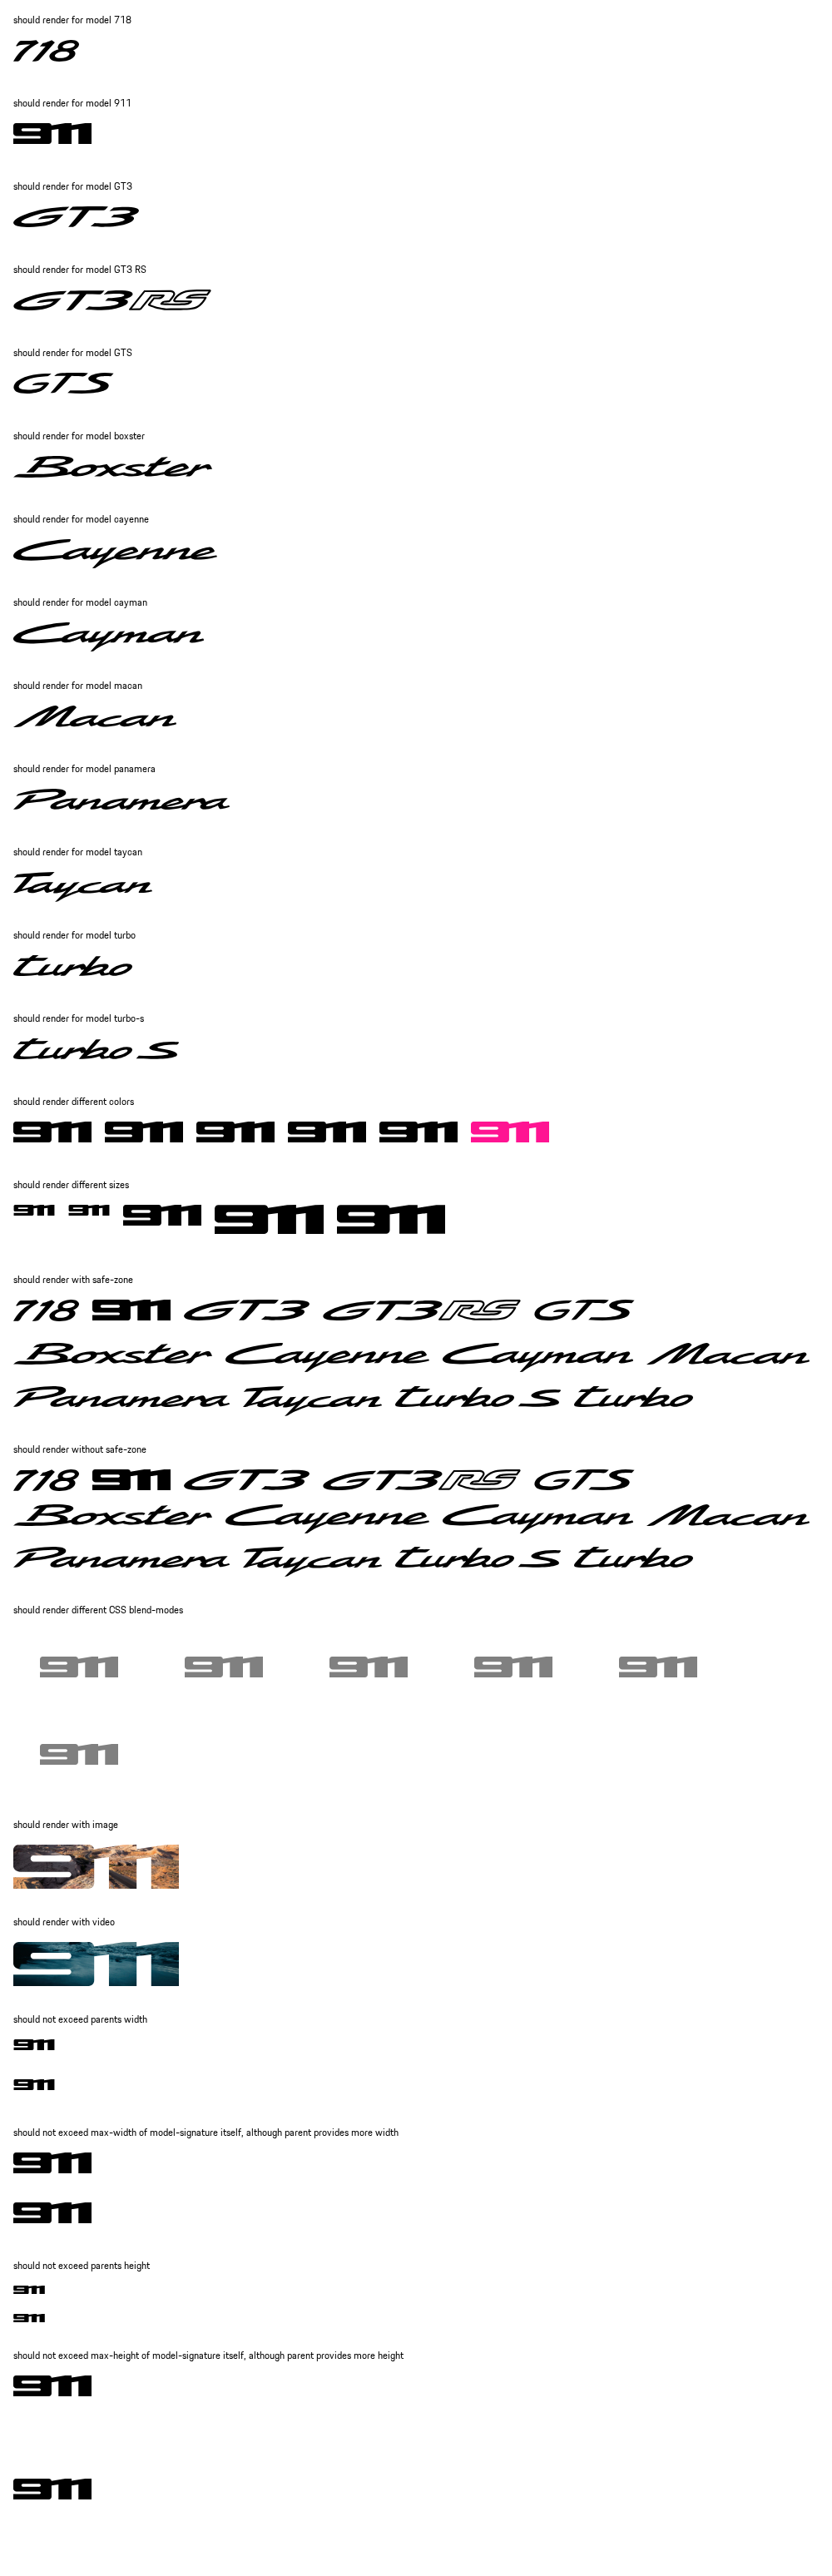 should render for model 718
718
should render for model 911
911
should render for model GT3
GT3
should render for model GT3 RS
GT3RS
should render for model GTS
GTS
should render for model boxster
Boxster
should render for model cayenne
Cayenne
should render for model cayman
Cayman
should render for model macan
Macan
should render for model panamera
Panamera
should render for model taycan
Taycan
should render for model turbo
turbo
should render for model turbo-s
turbo S
should render different colors
911 911 911 911 911 911
should render different sizes
911 911 911 911 911
should render with safe-zone
718 911 GT3 GT3RS GTS
Boxster Cayenne Cayman Macan
Panamera Taycan turbo S turbo
should render without safe-zone
718 911 GT3 GT3RS GTS
Boxster Cayenne Cayman Macan
Panamera Taycan turbo S turbo
should render different CSS blend-modes
911 911 911 911 911
911
should render with image
911
should render with video
911
should not exceed parents width
911
911
should not exceed max-width of model-signature itself, although parent provides more width
911
911
should not exceed parents height
911
911
should not exceed max-height of model-signature itself, although parent provides more height
911
911